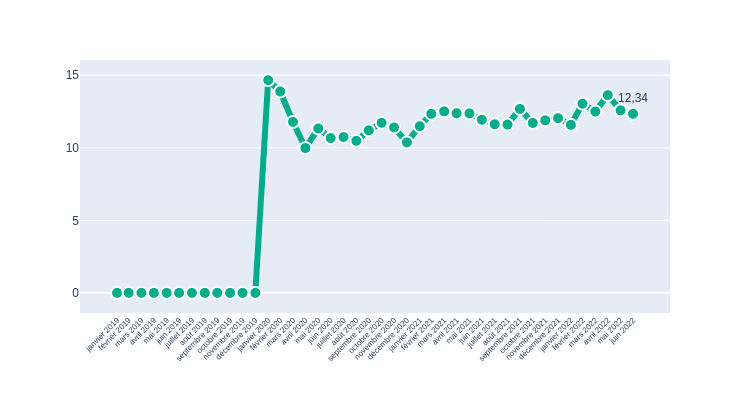 15
12,34
10
5
0
janvier 2019
février 2019
mars 2019
avril 2019
mai 2019
juin 2019
juillet 2019
août 2019
septembre 2019
octobre 2019
novembre 2019
décembre 2019
janvier 2020
février 2020
mars 2020
avril 2020
mai 2020
juin 2020
juillet 2020
août 2020
septembre 2020
octobre 2020
novembre 2020
décembre 2020
janvier 2021
février 2021
mars 2021
avril 2021
mai 2021
juin 2021
juillet 2021
août 2021
septembre 2021
octobre 2021
novembre 2021
décembre 2021
janvier 2022
février 2022
mars 2022
avril 2022
mai 2022
juin 2022